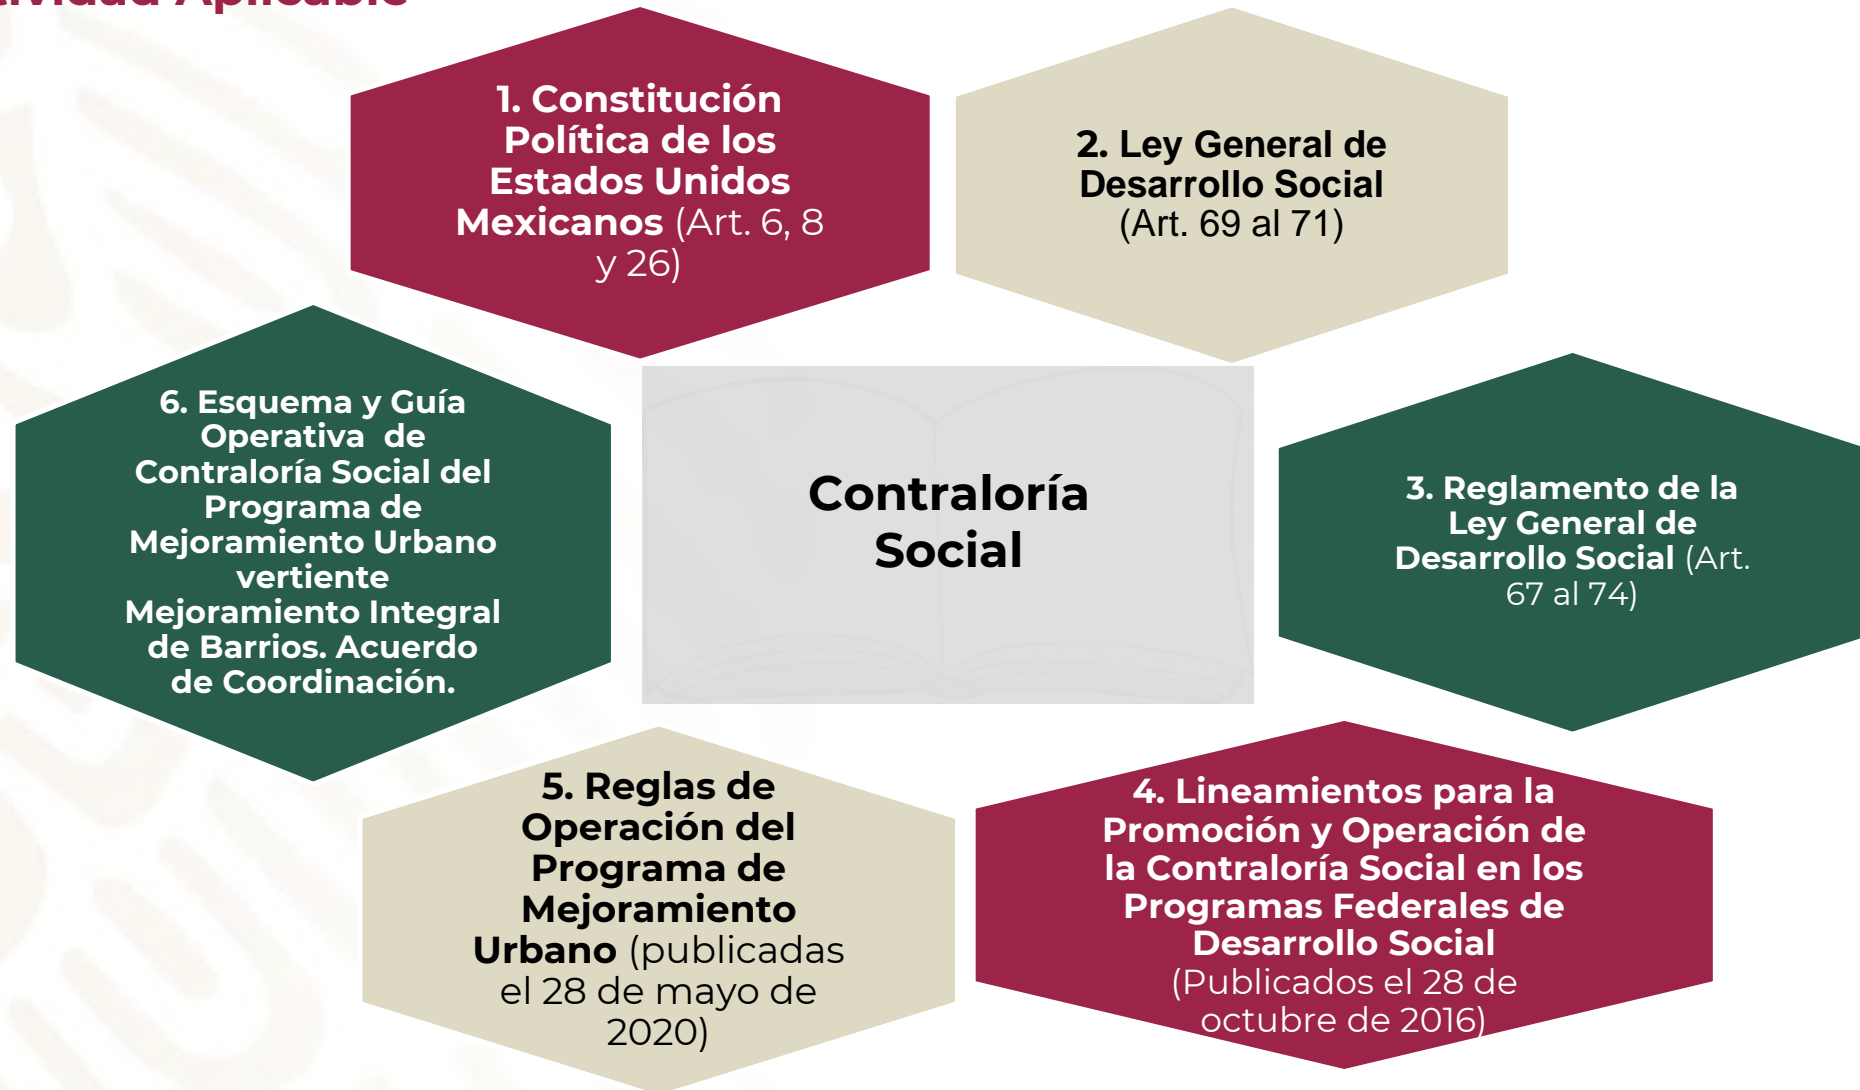 Aplicable
1. Constitución
Política de los
Estados Unidos
Mexicanos (Art. 6, 8
y 26)
2. Ley General de
Desarrollo Social
(Art. 69 al 71)
6. Esquema y Guía
Operativa de
Contraloría Social del
Programa de
Mejoramiento Urbano
vertiente
Mejoramiento Integral
de Barrios. Acuerdo
de Coordinación.
Contraloría
Social
3. Reglamento de la
Ley General de
Desarrollo Social (Art.
67 al 74)
5. Reglas de
Operación del
Programa de
Mejoramiento
Urbano (publicadas
el 28 de mayo de
2020)
4. Lineamientos para la
Promoción y Operación de
la Contraloría Social en los
Programas Federales de
Desarrollo Social
(Publicados el 28 de
octubre de 2016)